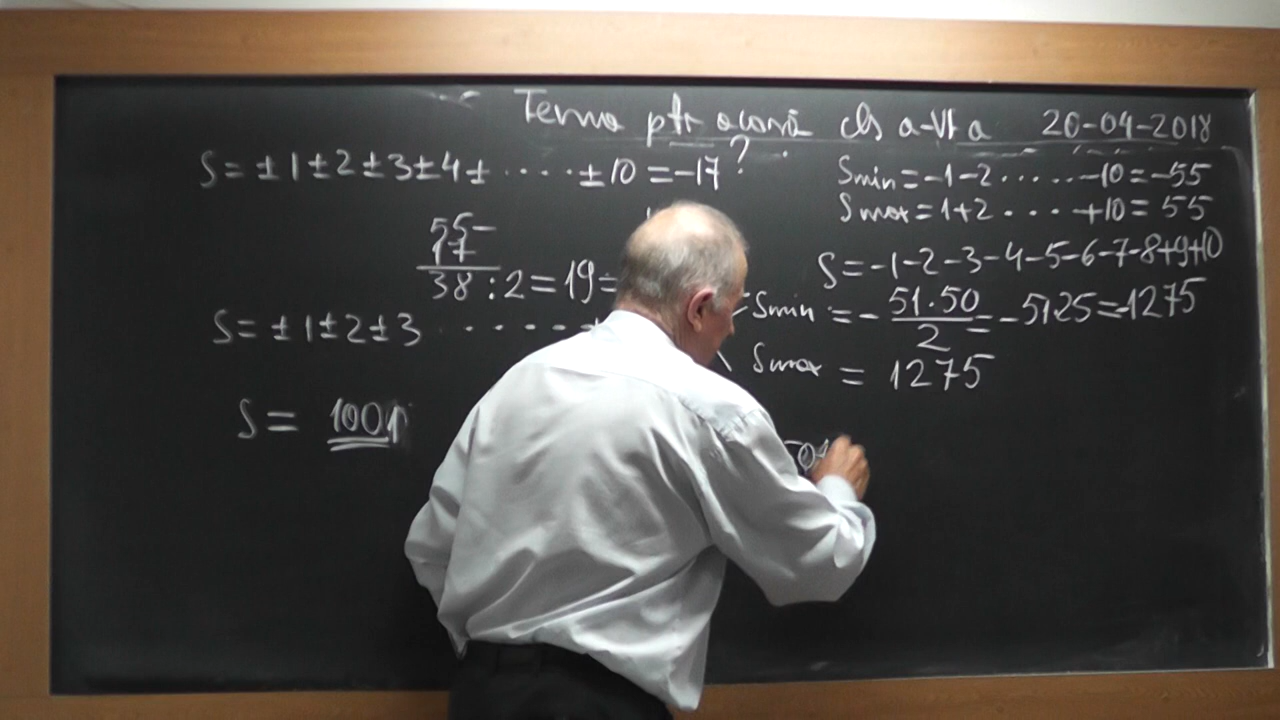 Tema ptr acasă cls a-VI a 20-04-2018
S = ±1±2±3±4± ..... ±10 = -17 ?
55-
17
38:2=19=
S = ±1±2±3 ......
S = 100
Smin = -1-2 ..... -10 = -55
Smax = 1+2 .... +10 = 55
S = -1-2-3-4-5-6-7-8+9+10
Smin = - 51·50/2 = -51·25 = -1275
Smax = 1275